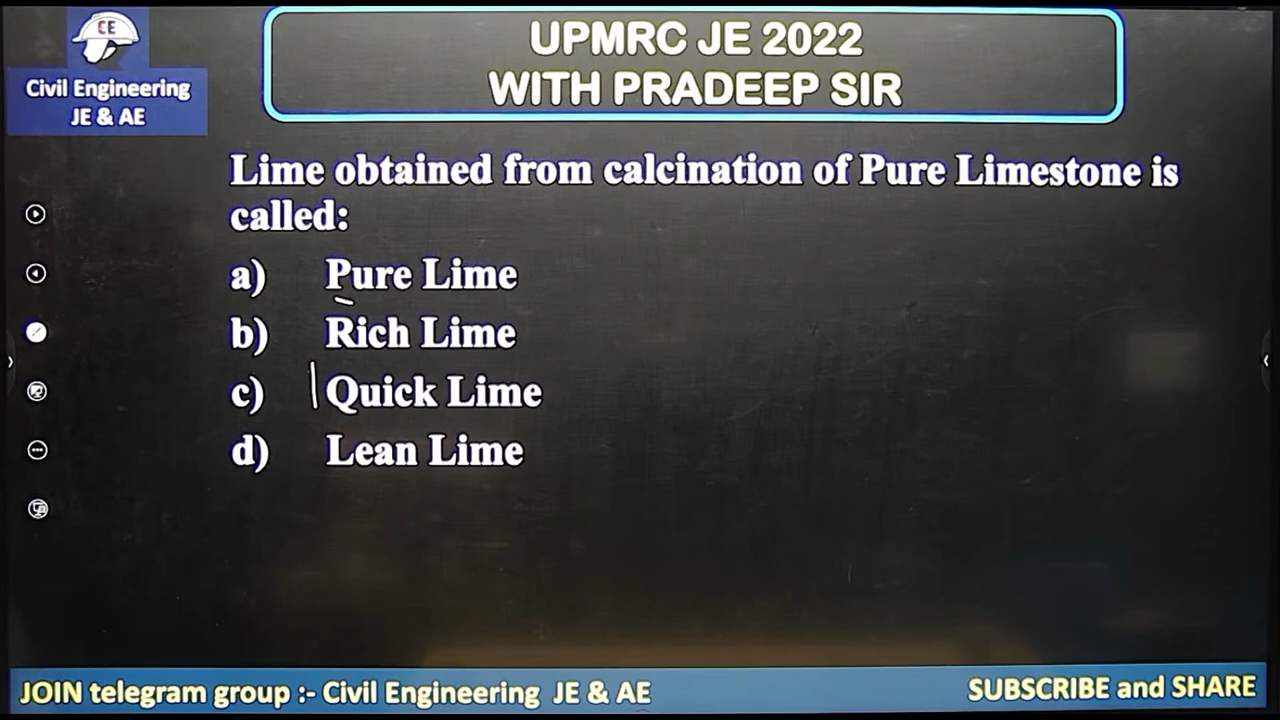 CE
Civil Engineering
JE & AE
UPMRC JE 2022
WITH PRADEEP SIR
Lime obtained from calcination of Pure Limestone is
called:
a) Pure Lime
b) Rich Lime
c) Quick Lime
d) Lean Lime
JOIN telegram group :- Civil Engineering JE & AE
SUBSCRIBE and SHARE